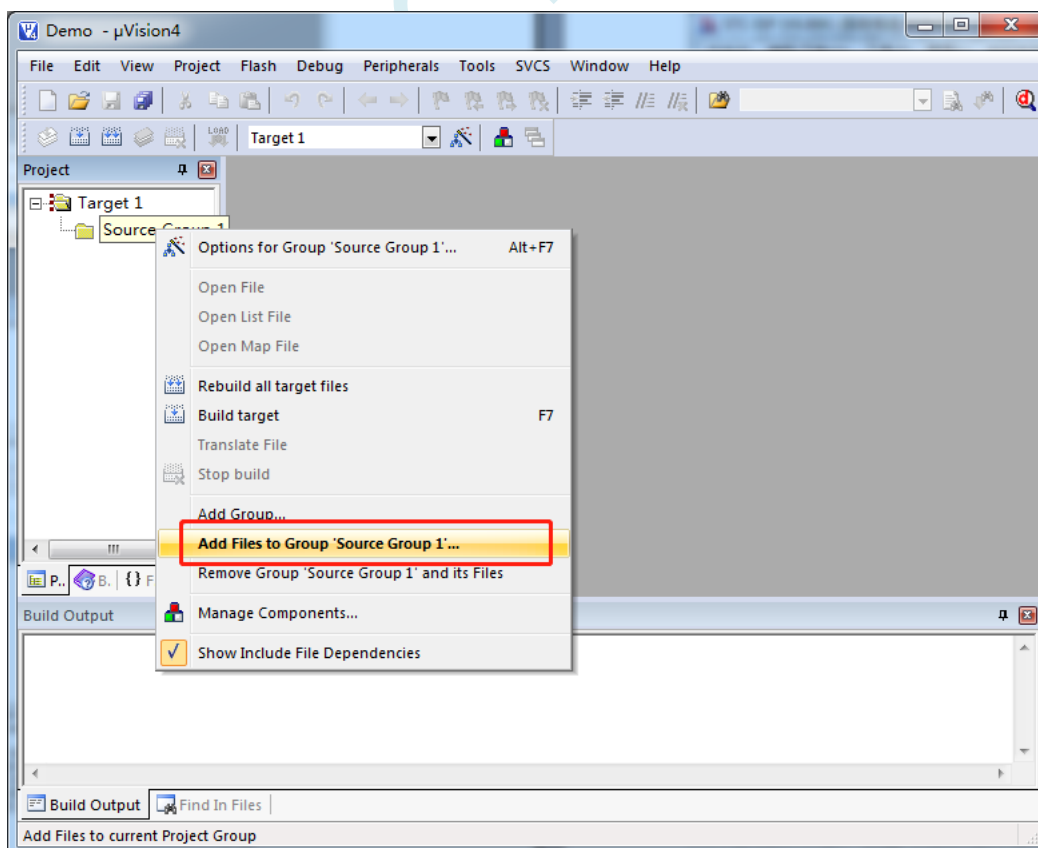 Demo - µVision4
File Edit View Project Flash Debug Peripherals Tools SVCS Window Help
LOAD Target 1
Project
Target 1
Source Group 1
Options for Group 'Source Group 1'... Alt+F7
Open File
Open List File
Open Map File
Rebuild all target files
Build target F7
Translate File
Stop build
Add Group...
Add Files to Group 'Source Group 1'...
Remove Group 'Source Group 1' and its Files
P.. B. {} F
Manage Components...
Build Output
Show Include File Dependencies
Build Output Find In Files
Add Files to current Project Group